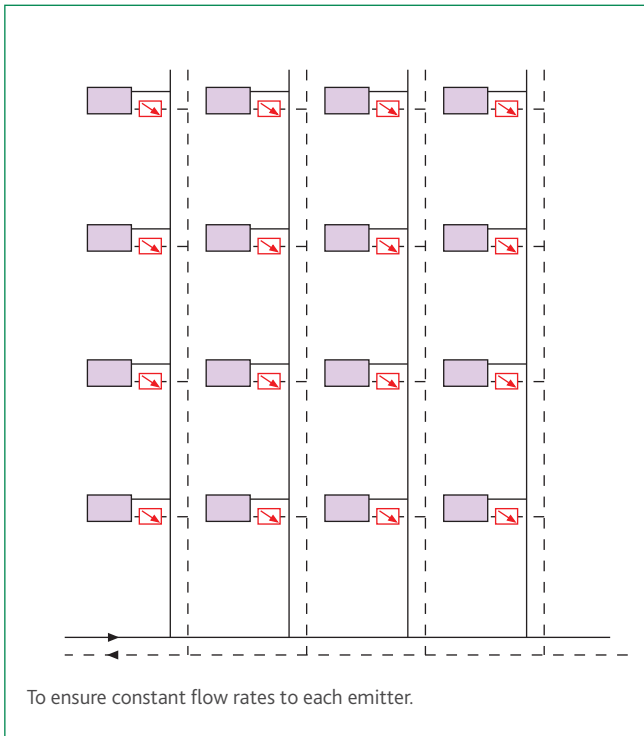 To ensure constant flow rates to each emitter.